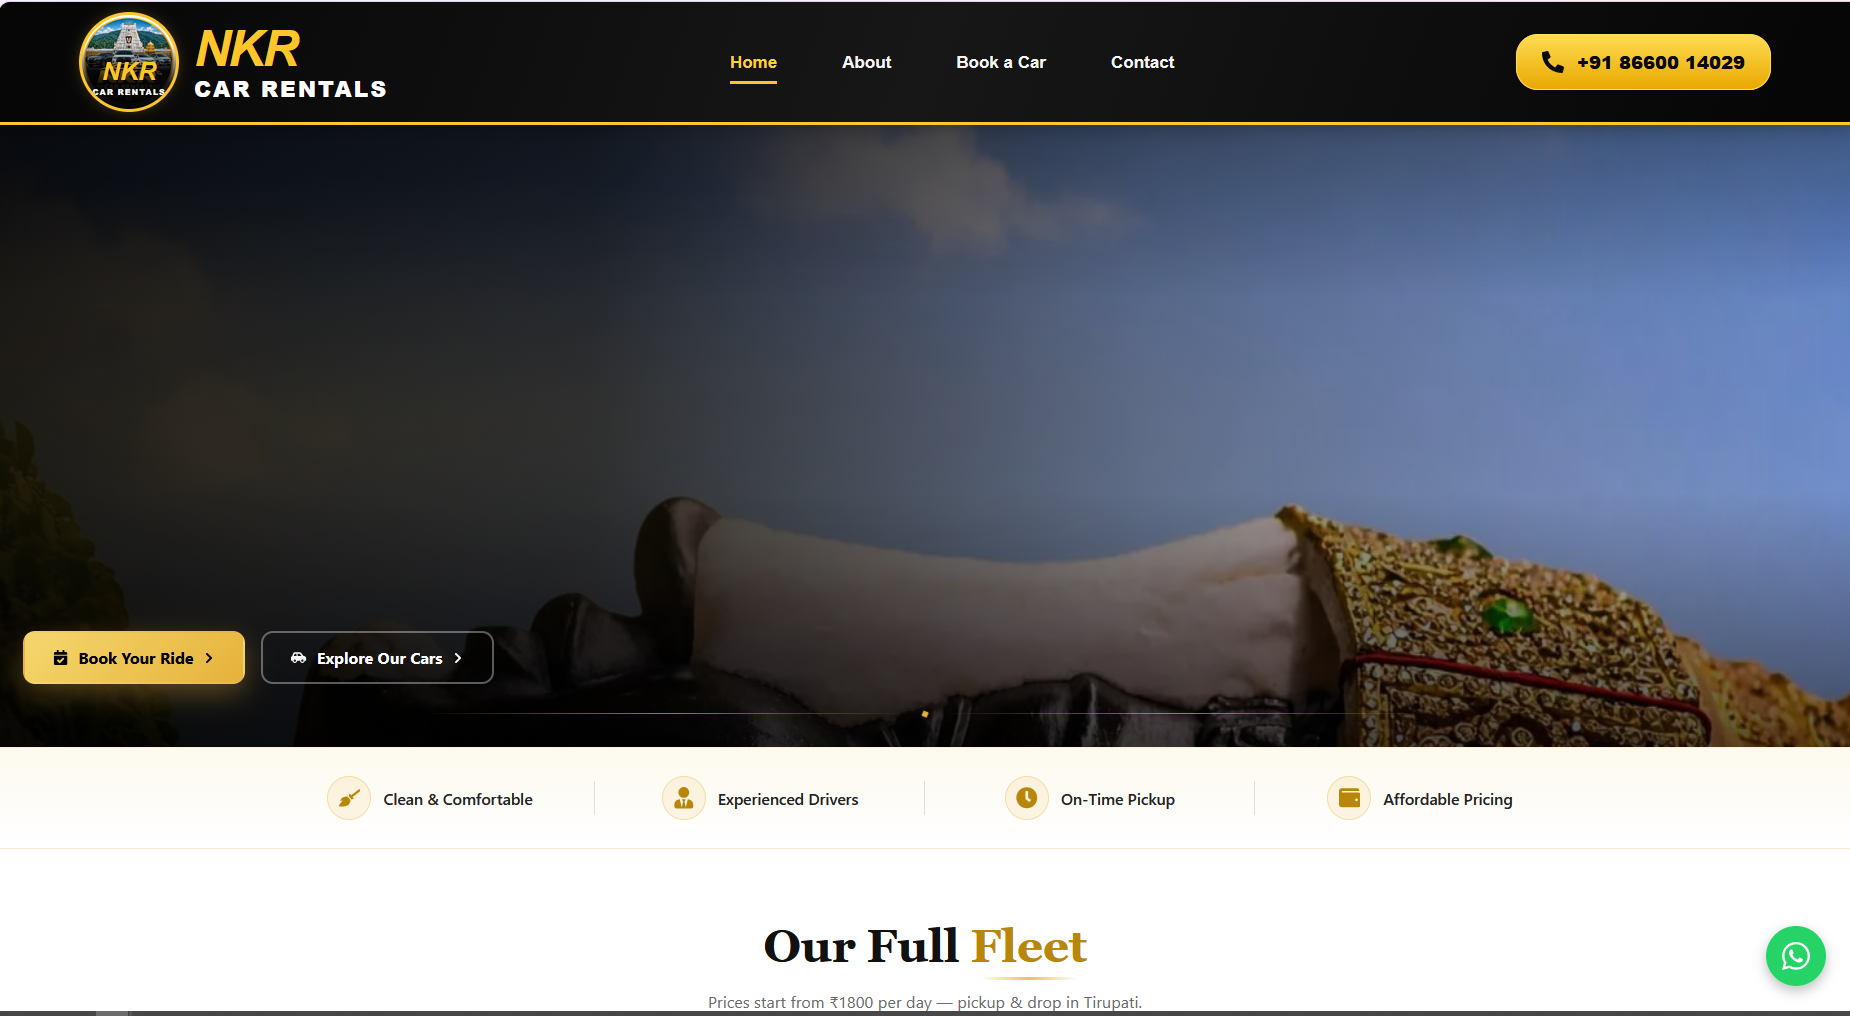 NKR
CAR RENTALS
NKR
CAR RENTALS
Home
About
Book a Car
Contact
+91 86600 14029
Book Your Ride
Explore Our Cars
Clean & Comfortable
Experienced Drivers
On-Time Pickup
Affordable Pricing
Our Full Fleet
Prices start from ₹1800 per day — pickup & drop in Tirupati.